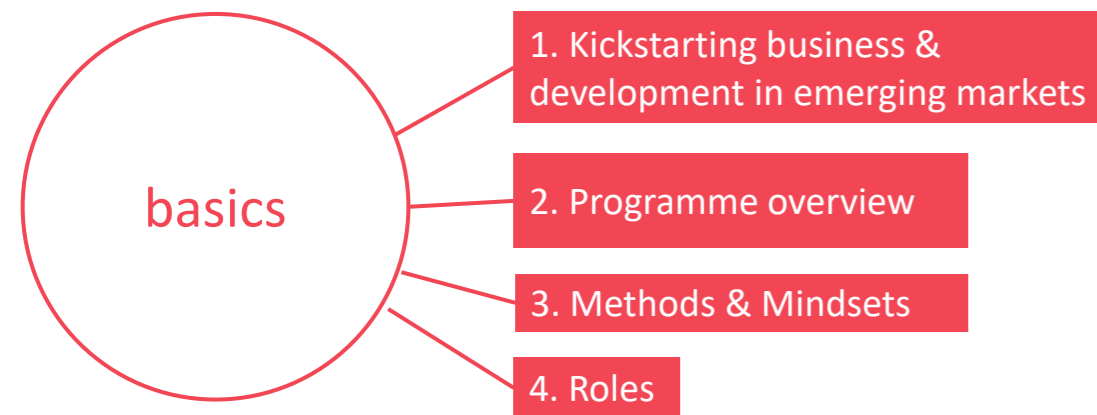 basics
1. Kickstarting business &
development in emerging markets
2. Programme overview
3. Methods & Mindsets
4. Roles